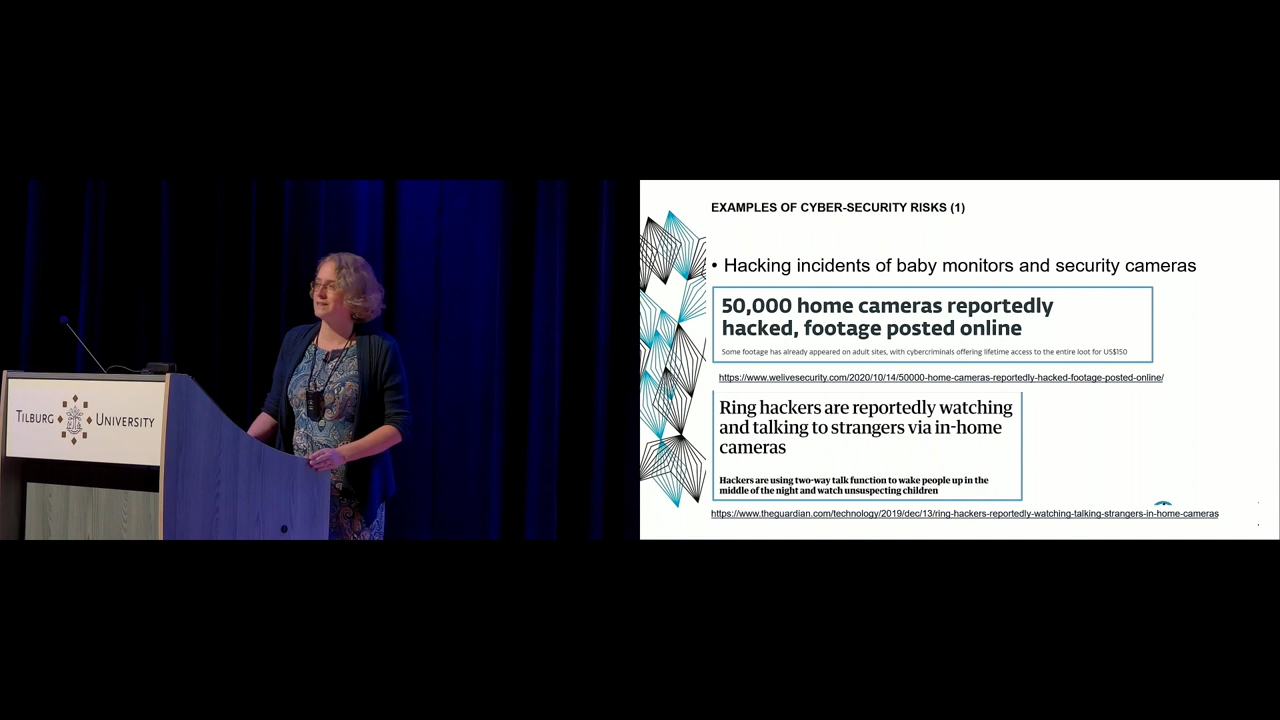 TILBURG UNIVERSITY
EXAMPLES OF CYBER-SECURITY RISKS (1)
• Hacking incidents of baby monitors and security cameras
50,000 home cameras reportedly
hacked, footage posted online
Some footage has already appeared on adult sites, with cybercriminals offering lifetime access to the entire loot for US$150
https://www.welivesecurity.com/2020/10/14/50000-home-cameras-reportedly-hacked-footage-posted-online/
Ring hackers are reportedly watching
and talking to strangers via in-home
cameras
Hackers are using two-way talk function to wake people up in the
middle of the night and watch unsuspecting children
https://www.theguardian.com/technology/2019/dec/13/ring-hackers-reportedly-watching-talking-strangers-in-home-cameras